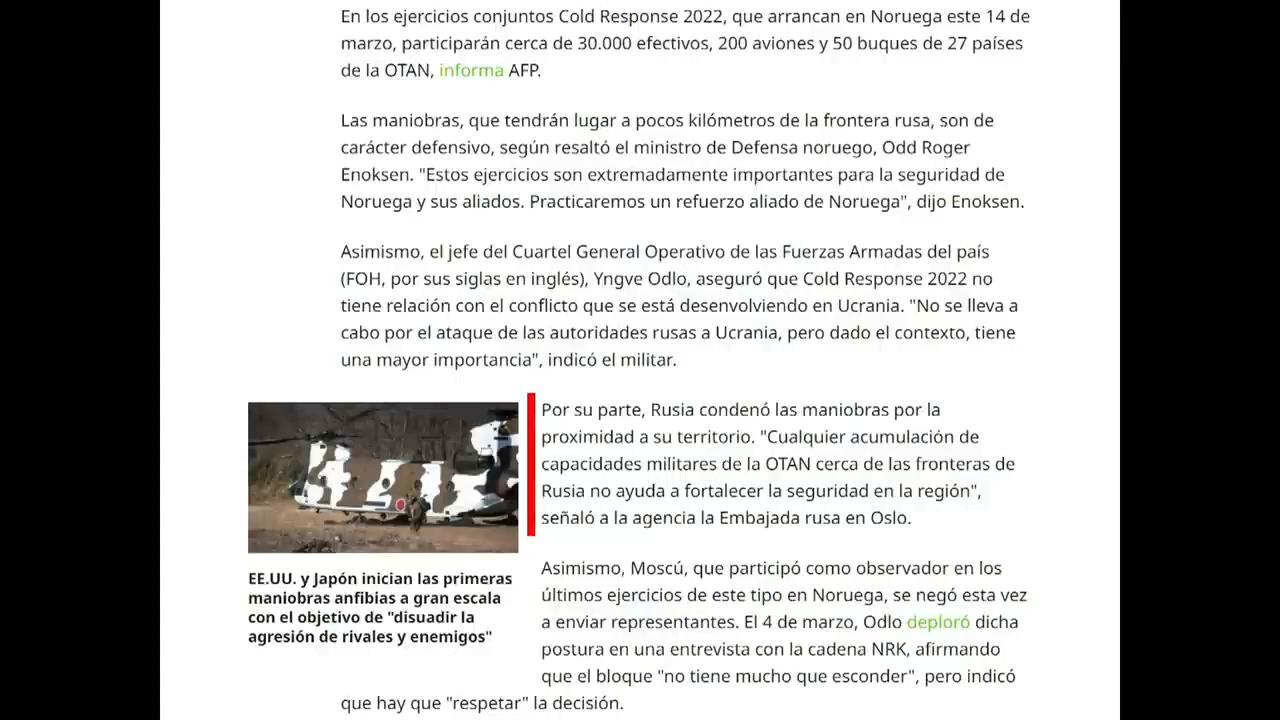 En los ejercicios conjuntos Cold Response 2022, que arrancan en Noruega este 14 de
marzo, participarán cerca de 30.000 efectivos, 200 aviones y 50 buques de 27 países
de la OTAN, informa AFP.
Las maniobras, que tendrán lugar a pocos kilómetros de la frontera rusa, son de
carácter defensivo, según resaltó el ministro de Defensa noruego, Odd Roger
Enoksen. "Estos ejercicios son extremadamente importantes para la seguridad de
Noruega y sus aliados. Practicaremos un refuerzo aliado de Noruega", dijo Enoksen.
Asimismo, el jefe del Cuartel General Operativo de las Fuerzas Armadas del país
(FOH, por sus siglas en inglés), Yngve Odlo, aseguró que Cold Response 2022 no
tiene relación con el conflicto que se está desenvolviendo en Ucrania. "No se lleva a
cabo por el ataque de las autoridades rusas a Ucrania, pero dado el contexto, tiene
una mayor importancia", indicó el militar.
Por su parte, Rusia condenó las maniobras por la
proximidad a su territorio. "Cualquier acumulación de
capacidades militares de la OTAN cerca de las fronteras de
Rusia no ayuda a fortalecer la seguridad en la región",
señaló a la agencia la Embajada rusa en Oslo.
EE.UU. y Japón inician las primeras
maniobras anfibias a gran escala
con el objetivo de "disuadir la
agresión de rivales y enemigos"
Asimismo, Moscú, que participó como observador en los
últimos ejercicios de este tipo en Noruega, se negó esta vez
a enviar representantes. El 4 de marzo, Odlo deploró dicha
postura en una entrevista con la cadena NRK, afirmando
que el bloque "no tiene mucho que esconder", pero indicó
que hay que "respetar" la decisión.